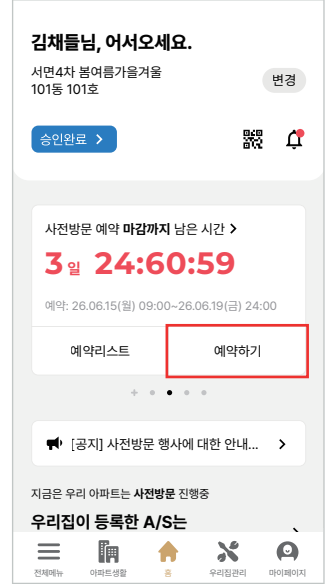 김채들님, 어서오세요.
서면4차 봄여름가을겨울
101동 101호
변경
승인완료 >
사전방문 예약 마감까지 남은 시간 >
3일 24:60:59
예약: 26.06.15(월) 09:00~26.06.19(금) 24:00
예약리스트
예약하기
[공지] 사전방문 행사에 대한 안내... >
지금은 우리 아파트는 사전방문 진행중
우리집이 등록한 A/S는
전체메뉴
아파트생활
홈
우리집관리
마이페이지